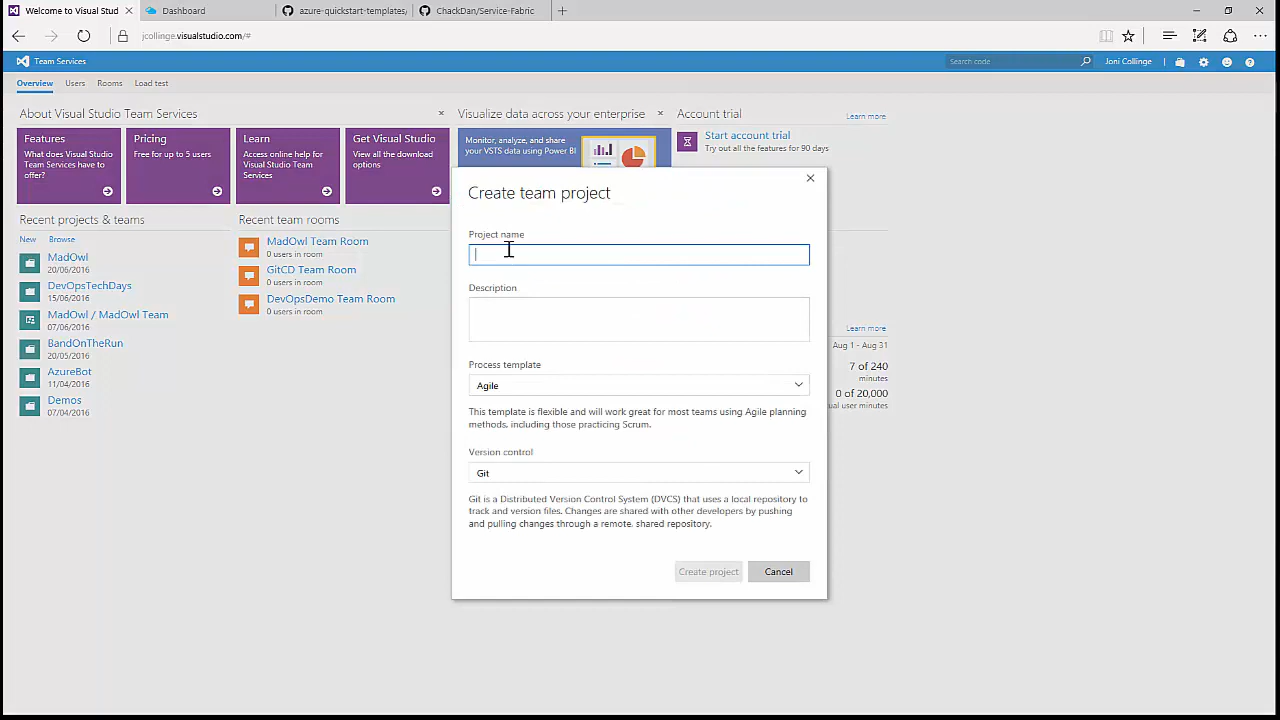 Welcome to Visual Stud
Dashboard
azure-quickstart-templates/
ChackDan/Service-Fabric
jcollinge.visualstudio.com/#
Team Services
Search code
Joni Collinge
Overview
Users
Rooms
Load test
About Visual Studio Team Services
Visualize data across your enterprise
Account trial
Learn more
Features
What does Visual Studio
Team Services have to
offer?
Pricing
Free for up to 5 users
Learn
Access online help for
Visual Studio Team
Services
Get Visual Studio
View all the download
options
Monitor, analyze, and share
your VSTS data using Power BI
Start account trial
Try out all the features for 90 days
Recent projects & teams
New
Browse
MadOwl
20/06/2016
DevOpsTechDays
15/06/2016
MadOwl / MadOwl Team
07/06/2016
BandOnTheRun
20/05/2016
AzureBot
11/04/2016
Demos
07/04/2016
Recent team rooms
MadOwl Team Room
0 users in room
GitCD Team Room
0 users in room
DevOpsDemo Team Room
0 users in room
Create team project
Project name
Description
Process template
Agile
This template is flexible and will work great for most teams using Agile planning
methods, including those practicing Scrum.
Version control
Git
Git is a Distributed Version Control System (DVCS) that uses a local repository to
track and version files. Changes are shared with other developers by pushing
and pulling changes through a remote, shared repository.
Create project
Cancel
Learn more
Aug 1 - Aug 31
7 of 240
minutes
0 of 20,000
ual user minutes